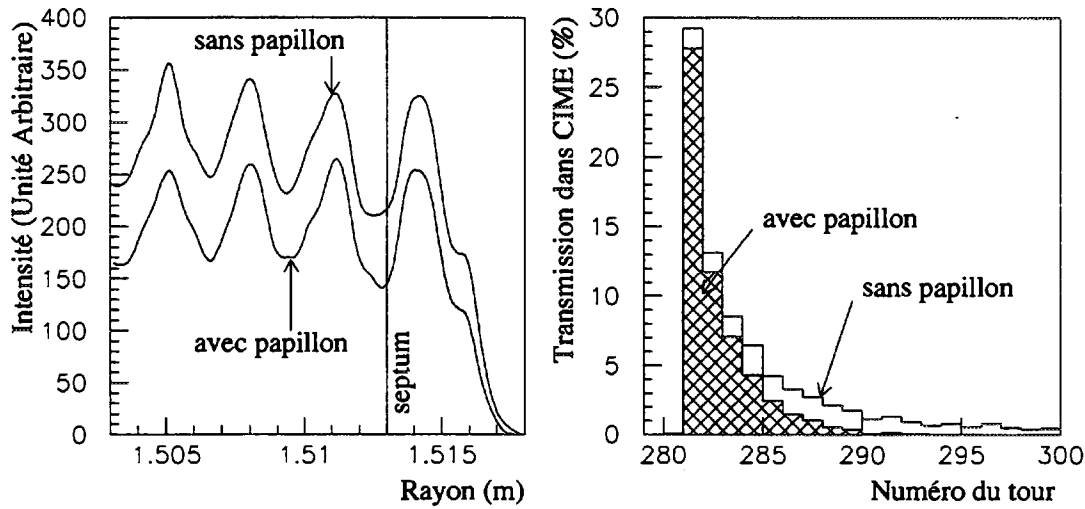 Intensité (Unité Arbitraire)
400
350
300
250
200
150
100
50
0
sans papillon
avec papillon
septum
1.505
1.51
1.515
Rayon (m)
Transmission dans CIME (%)
30
25
20
15
10
5
0
avec papillon
sans papillon
280
285
290
295
300
Numéro du tour